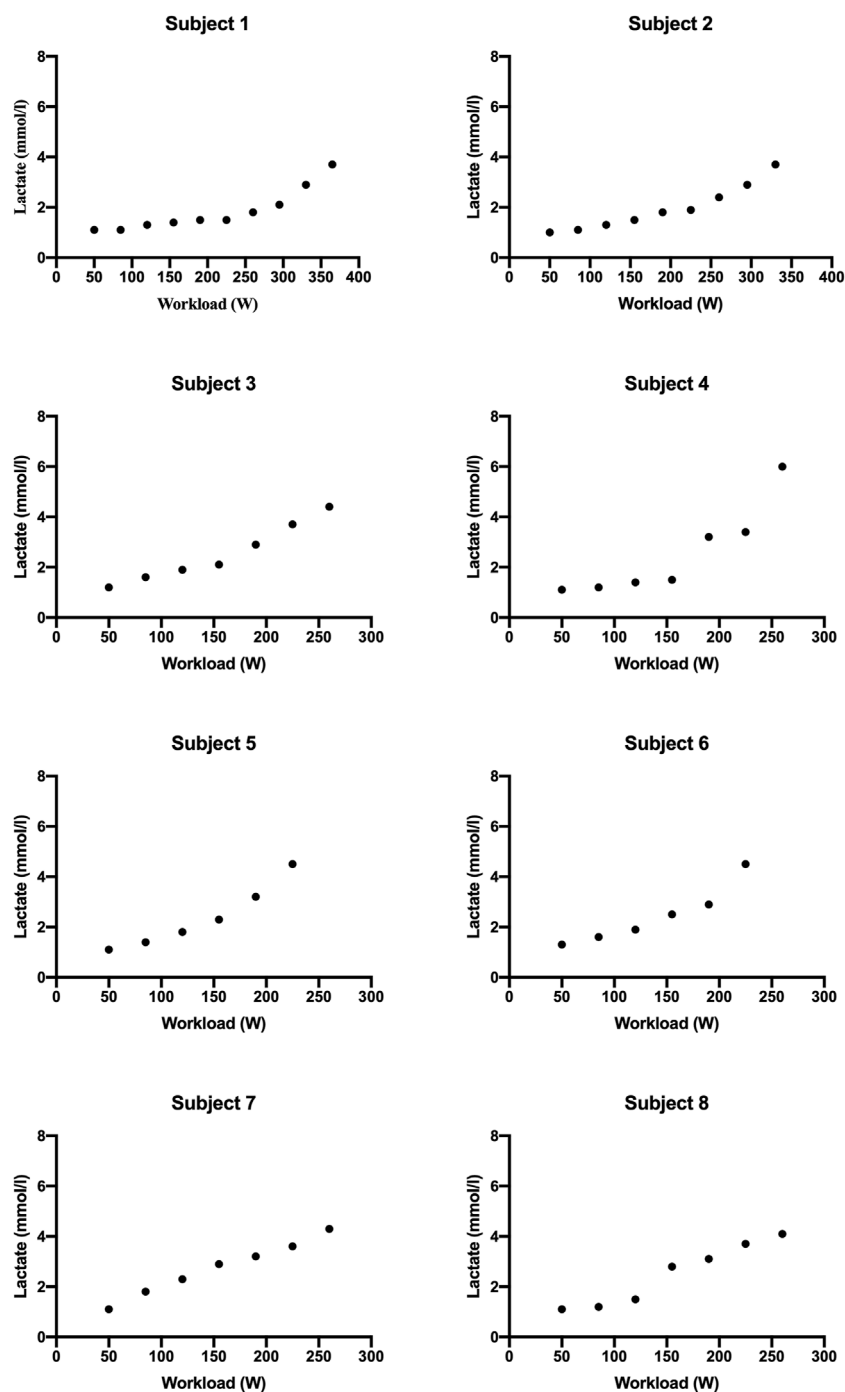 Subject 1
8
6
4
2
0
Lactate (mmol/l)
0 50 100 150 200 250 300 350 400
Workload (W)
Subject 2
8
6
4
2
0
Lactate (mmol/l)
0 50 100 150 200 250 300 350 400
Workload (W)
Subject 3
8
6
4
2
0
Lactate (mmol/l)
0 50 100 150 200 250 300
Workload (W)
Subject 4
8
6
4
2
0
Lactate (mmol/l)
0 50 100 150 200 250 300
Workload (W)
Subject 5
8
6
4
2
0
Lactate (mmol/l)
0 50 100 150 200 250 300
Workload (W)
Subject 6
8
6
4
2
0
Lactate (mmol/l)
0 50 100 150 200 250 300
Workload (W)
Subject 7
8
6
4
2
0
Lactate (mmol/l)
0 50 100 150 200 250 300
Workload (W)
Subject 8
8
6
4
2
0
Lactate (mmol/l)
0 50 100 150 200 250 300
Workload (W)